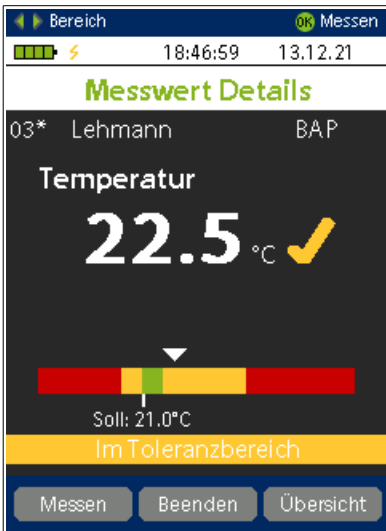 Bereich OK Messen
18:46:59 13.12.21
Messwert Details
03* Lehmann BAP
Temperatur
22.5 °C
Soll: 21.0°C
Im Toleranzbereich
Messen Beenden Übersicht